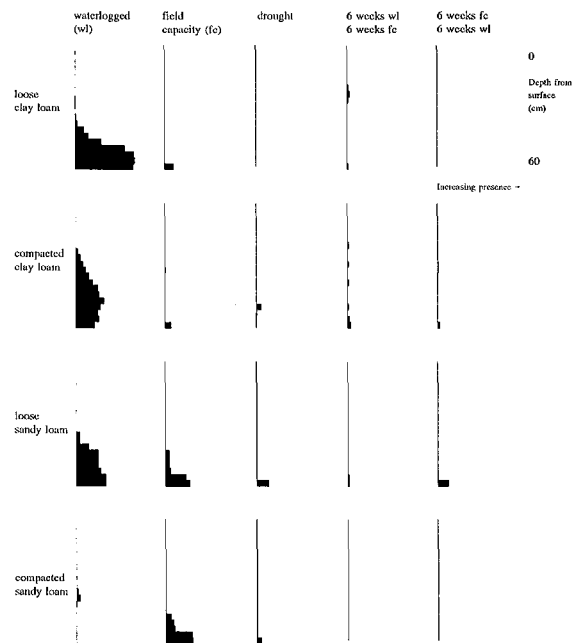 waterlogged
(wl)
field
capacity (fc)
drought
6 weeks wl
6 weeks fc
6 weeks fc
6 weeks wl
loose
clay loam
0
Depth from
surface
(cm)
60
Increasing presence →
compacted
clay loam
loose
sandy loam
compacted
sandy loam